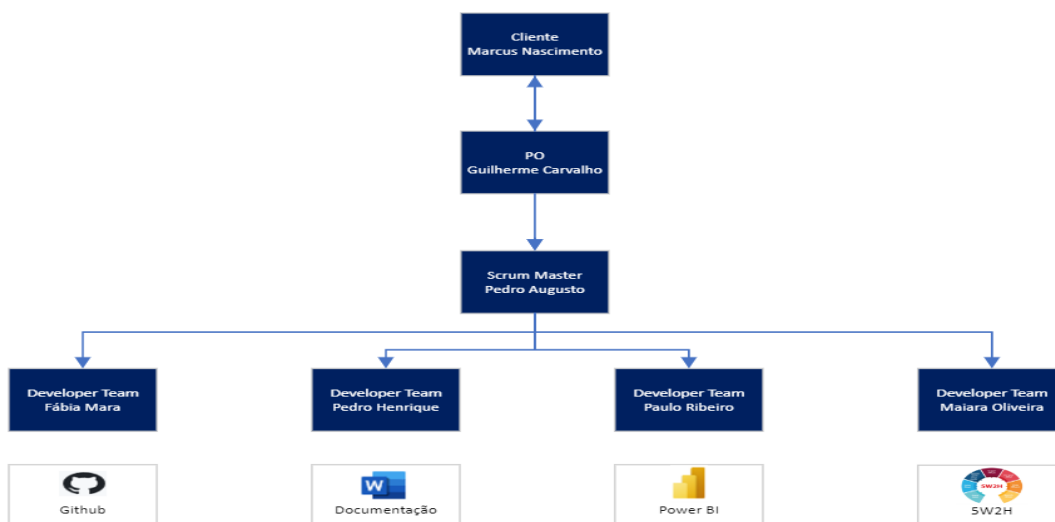 Cliente
Marcus Nascimento
PO
Guilherme Carvalho
Scrum Master
Pedro Augusto
Developer Team
Fábia Mara
Developer Team
Pedro Henrique
Developer Team
Paulo Ribeiro
Developer Team
Maiara Oliveira
Github
W
Documentação
Power BI
5W2H
5W2H